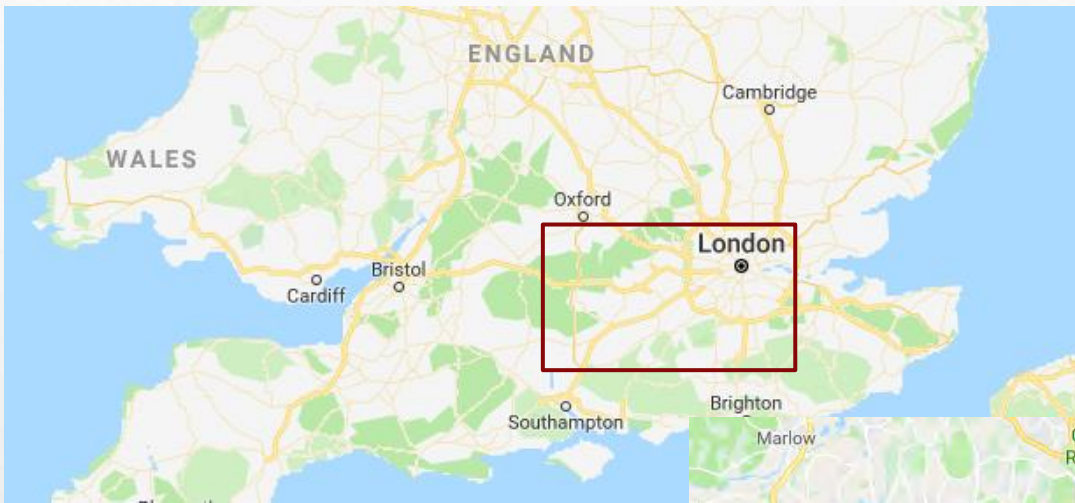 ENGLAND
Cambridge
WALES
Oxford
London
Bristol
Cardiff
Brighton
Southampton
Marlow